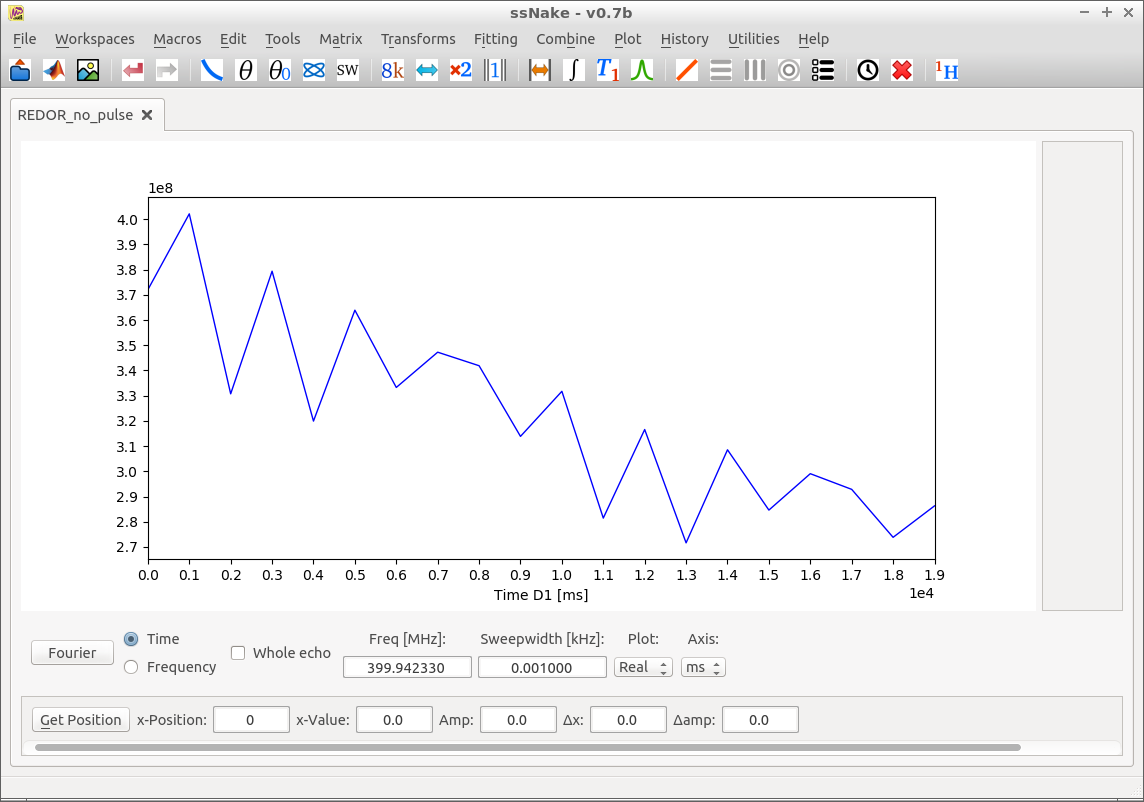 ssNake - v0.7b
File Workspaces Macros Edit Tools Matrix Transforms Fitting Combine Plot History Utilities Help
θ θ0 SW 8k ×2 |1| ∫ T1 1H
REDOR_no_pulse
1e8
4.0
3.9
3.8
3.7
3.6
3.5
3.4
3.3
3.2
3.1
3.0
2.9
2.8
2.7
0.0 0.1 0.2 0.3 0.4 0.5 0.6 0.7 0.8 0.9 1.0 1.1 1.2 1.3 1.4 1.5 1.6 1.7 1.8 1.9
Time D1 [ms]
1e4
Fourier
Time
Frequency
Whole echo
Freq [MHz]: Sweepwidth [kHz]: Plot: Axis:
399.942330 0.001000 Real ms
Get Position x-Position: 0 x-Value: 0.0 Amp: 0.0 Δx: 0.0 Δamp: 0.0